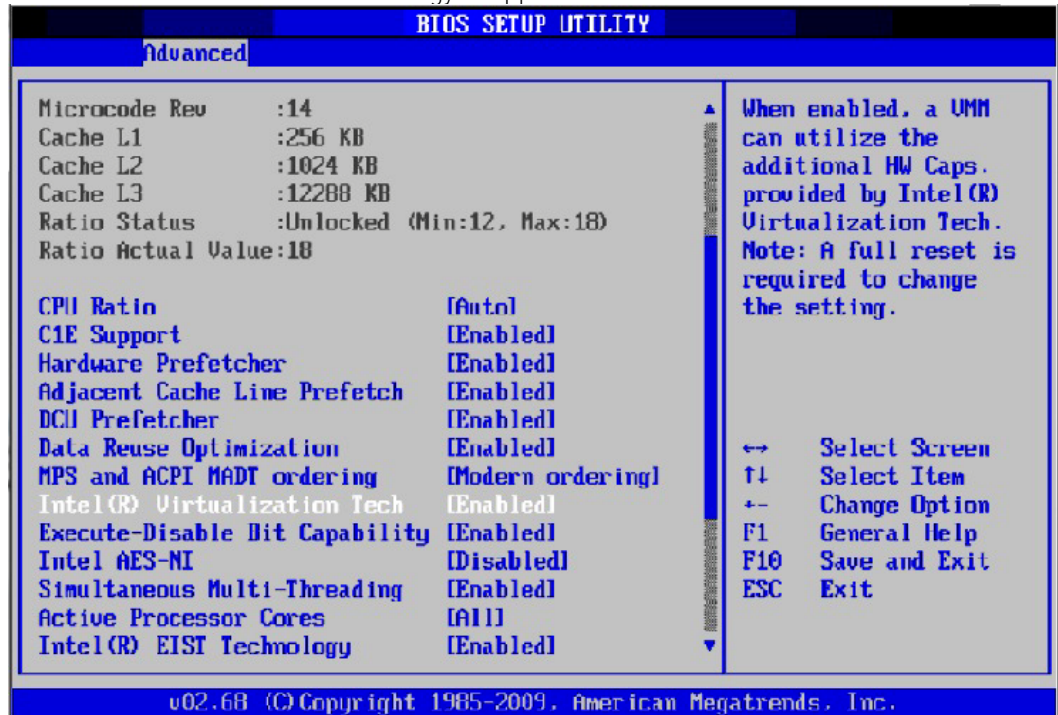 BIOS SETUP UTILITY
Advanced
Microcode Rev :14
Cache L1 :256 KB
Cache L2 :1024 KB
Cache L3 :12288 KB
Ratio Status :Unlocked (Min:12, Max:18)
Ratio Actual Value:18
CPU Ratio [Auto]
C1E Support [Enabled]
Hardware Prefetcher [Enabled]
Adjacent Cache Line Prefetch [Enabled]
DCU Prefetcher [Enabled]
Data Reuse Optimization [Enabled]
MPS and ACPI MADT ordering [Modern ordering]
Intel(R) Virtualization Tech [Enabled]
Execute-Disable Bit Capability [Enabled]
Intel AES-NI [Disabled]
Simultaneous Multi-Threading [Enabled]
Active Processor Cores [All]
Intel(R) EIST Technology [Enabled]
When enabled, a VMM
can utilize the
additional HW Caps.
provided by Intel(R)
Virtualization Tech.
Note: A full reset is
required to change
the setting.
↔ Select Screen
↑↓ Select Item
+- Change Option
F1 General Help
F10 Save and Exit
ESC Exit
v02.68 (C)Copyright 1985-2009, American Megatrends, Inc.